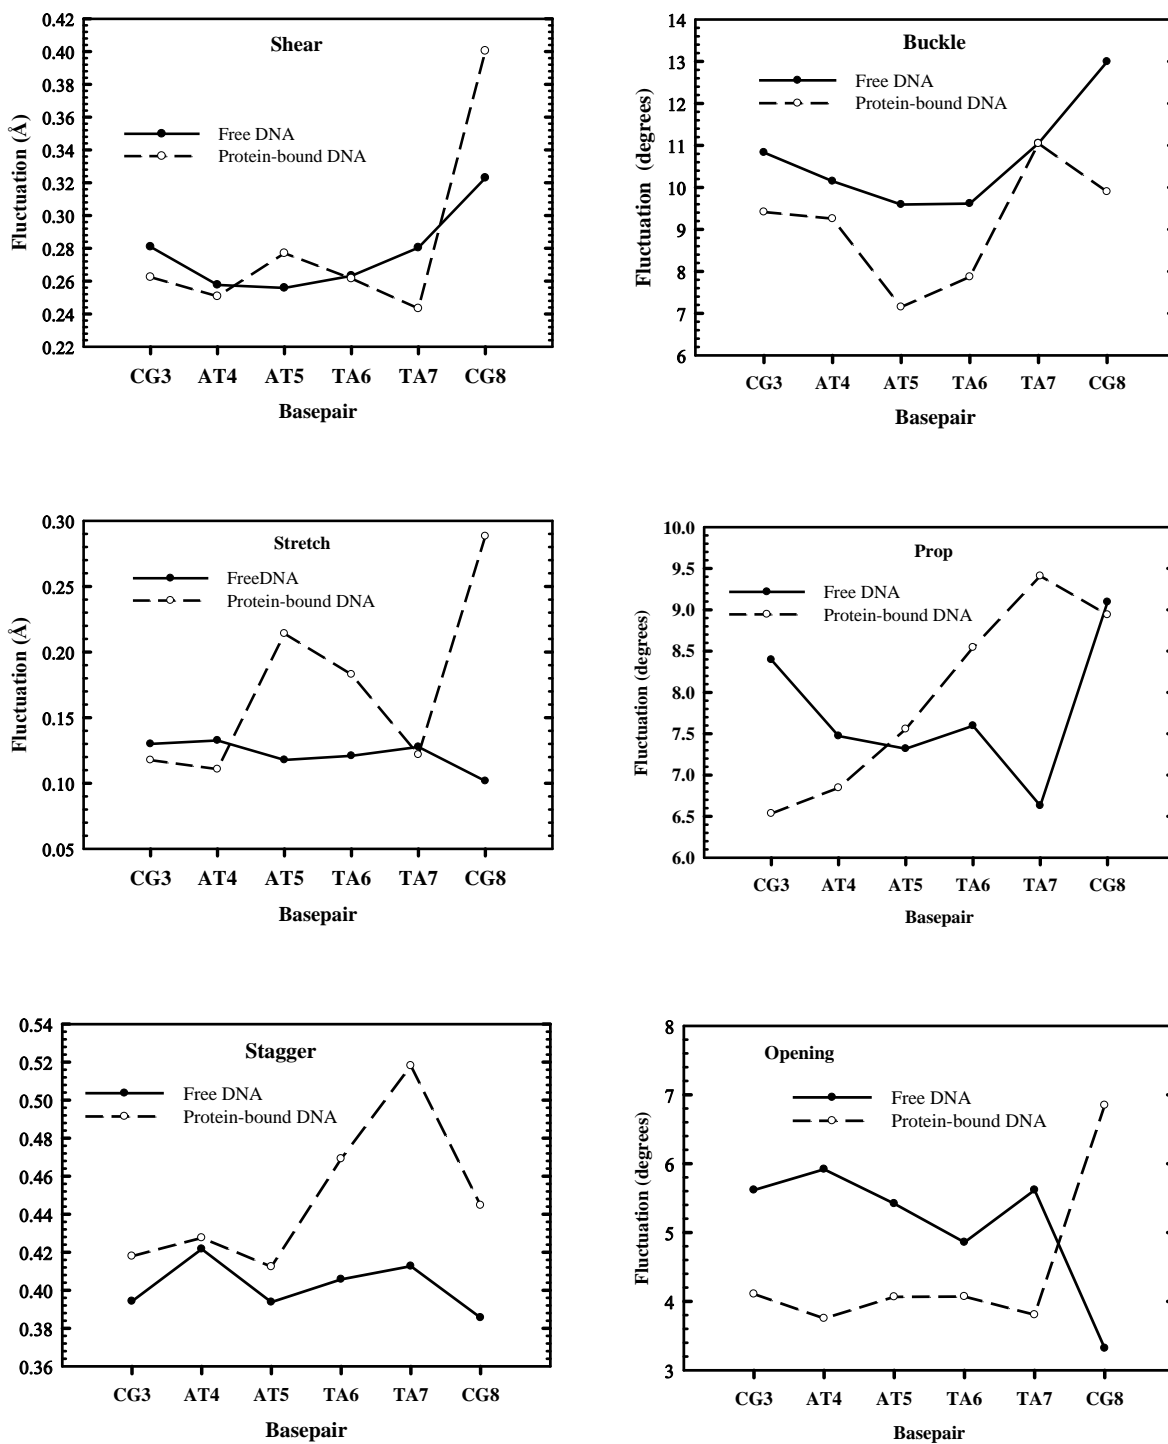 Shear
Free DNA
Protein-bound DNA
Fluctuation (Å)
0.42
0.40
0.38
0.36
0.34
0.32
0.30
0.28
0.26
0.24
0.22
CG3 AT4 AT5 TA6 TA7 CG8
Basepair
Buckle
Free DNA
Protein-bound DNA
Fluctuation (degrees)
14
13
12
11
10
9
8
7
6
CG3 AT4 AT5 TA6 TA7 CG8
Basepair
Stretch
FreeDNA
Protein-bound DNA
Fluctuation (Å)
0.30
0.25
0.20
0.15
0.10
0.05
CG3 AT4 AT5 TA6 TA7 CG8
Basepair
Prop
Free DNA
Protein-bound DNA
Fluctuation (degrees)
10.0
9.5
9.0
8.5
8.0
7.5
7.0
6.5
6.0
CG3 AT4 AT5 TA6 TA7 CG8
Basepair
Stagger
Free DNA
Protein-bound DNA
0.54
0.52
0.50
0.48
0.46
0.44
0.42
0.40
0.38
0.36
CG3 AT4 AT5 TA6 TA7 CG8
Basepair
Opening
Free DNA
Protein-bound DNA
Fluctuation (degrees)
8
7
6
5
4
3
CG3 AT4 AT5 TA6 TA7 CG8
Basepair